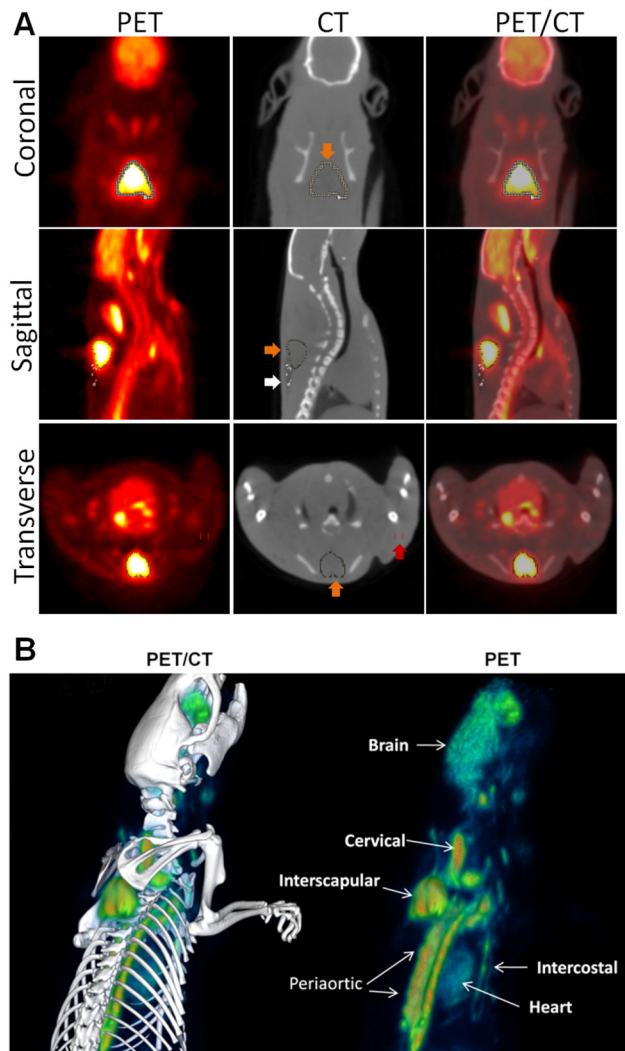 A
PET
CT
PET/CT
Coronal
Sagittal
Transverse
B
PET/CT
PET
Brain
Cervical
Interscapular
Periaortic
Intercostal
Heart